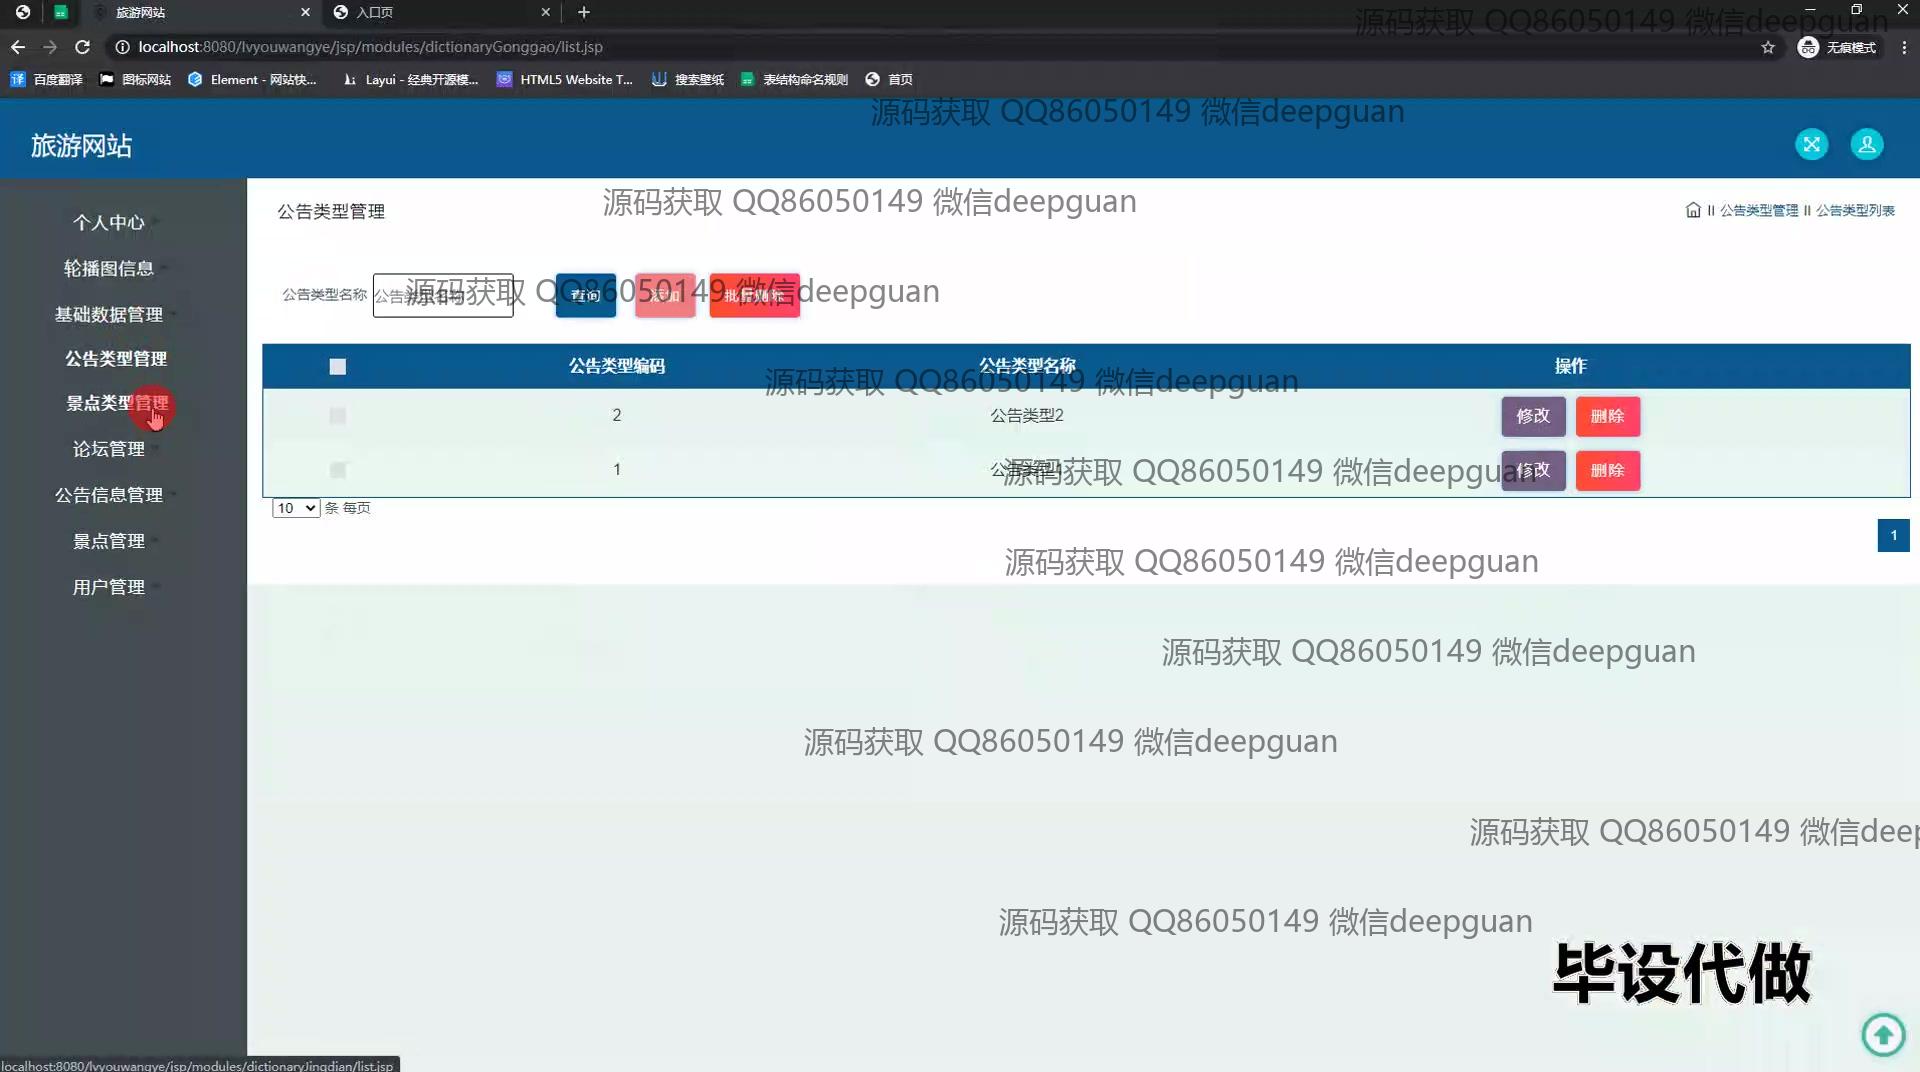 旅游网站
入口页
源码获取 QQ86050149 微信deepguan
localhost:8080/lvyouwangye/jsp/modules/dictionaryGonggao/list.jsp
无痕模式
百度翻译 图标网站 Element - 网站快... Layui - 经典开源模... HTML5 Website T... 搜索壁纸 表结构命名规则 首页
源码获取 QQ86050149 微信deepguan
旅游网站
源码获取 QQ86050149 微信deepguan
个人中心
轮播图信息
基础数据管理
公告类型管理
景点类型管理
论坛管理
公告信息管理
景点管理
用户管理
公告类型管理
II 公告类型管理 II 公告类型列表
公告类型名称 查询 添加 批量删除
源码获取 QQ86050149 微信deepguan
公告类型编码 公告类型名称 操作
源码获取 QQ86050149 微信deepguan
2 公告类型2 修改 删除
1 公告类型1 修改 删除
源码获取 QQ86050149 微信deepguan
10 条 每页
1
源码获取 QQ86050149 微信deepguan
源码获取 QQ86050149 微信deepguan
源码获取 QQ86050149 微信deepguan
源码获取 QQ86050149 微信deep
源码获取 QQ86050149 微信deepguan
毕设代做
localhost:8080/lvyouwangye/jsp/modules/dictionaryJingdian/list.jsp